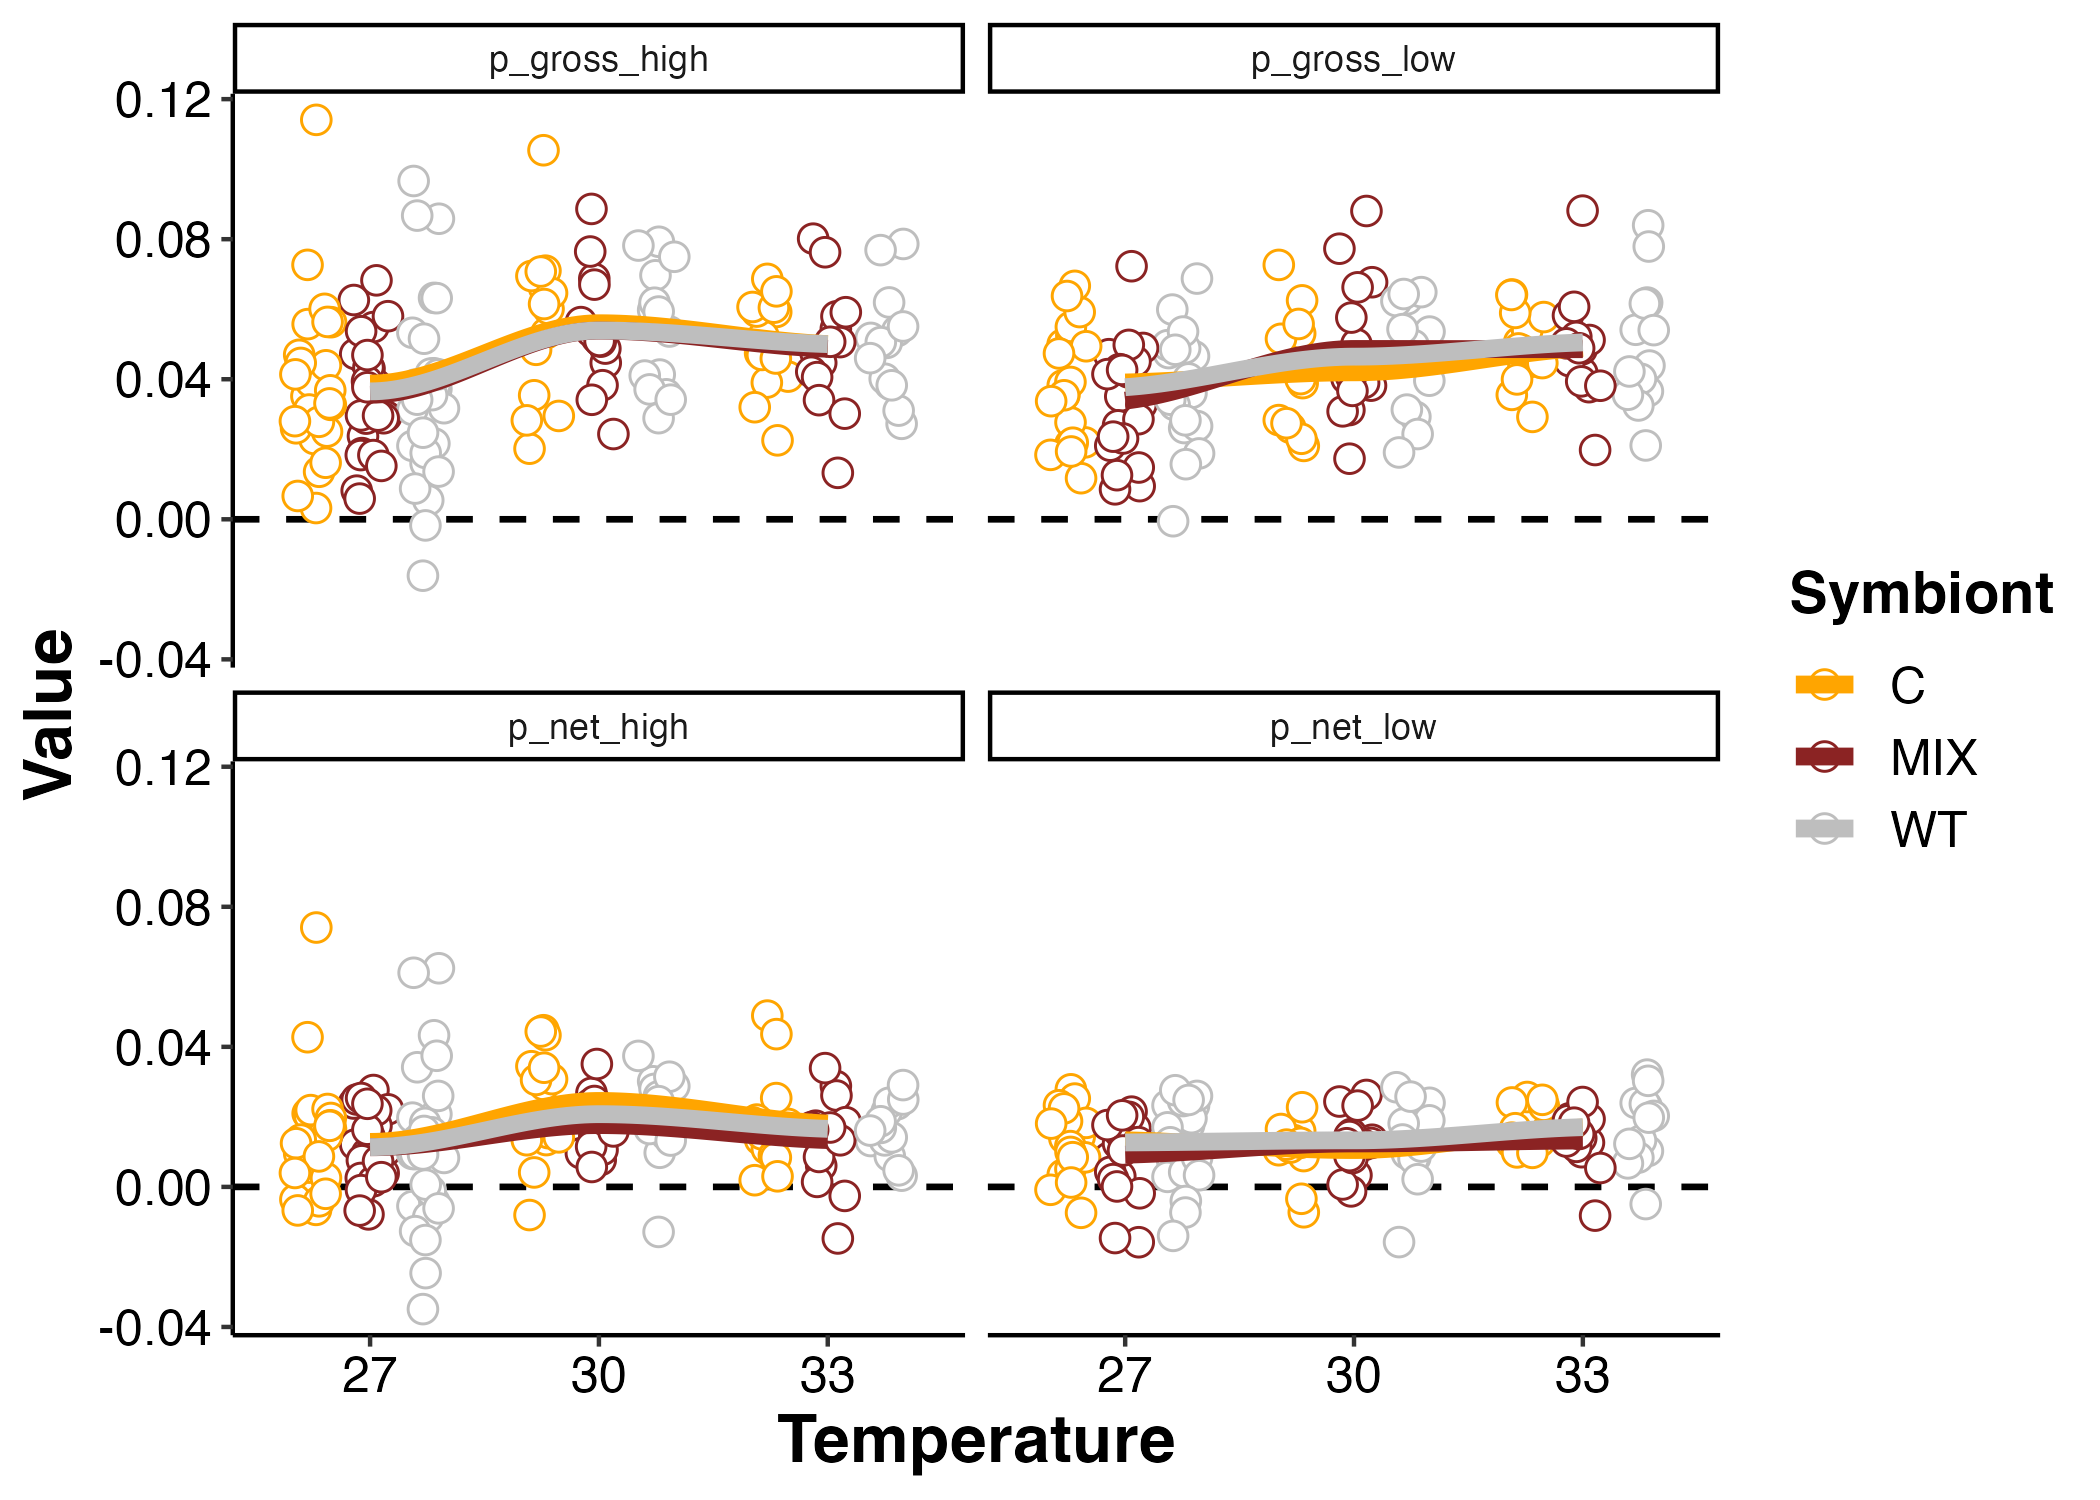 p_gross_high
p_gross_low
0.12
0.08
0.04
0.00
-0.04
p_net_high
p_net_low
0.12
0.08
0.04
0.00
-0.04
27
30
33
27
30
33
Temperature
Value
Symbiont
C
MIX
WT